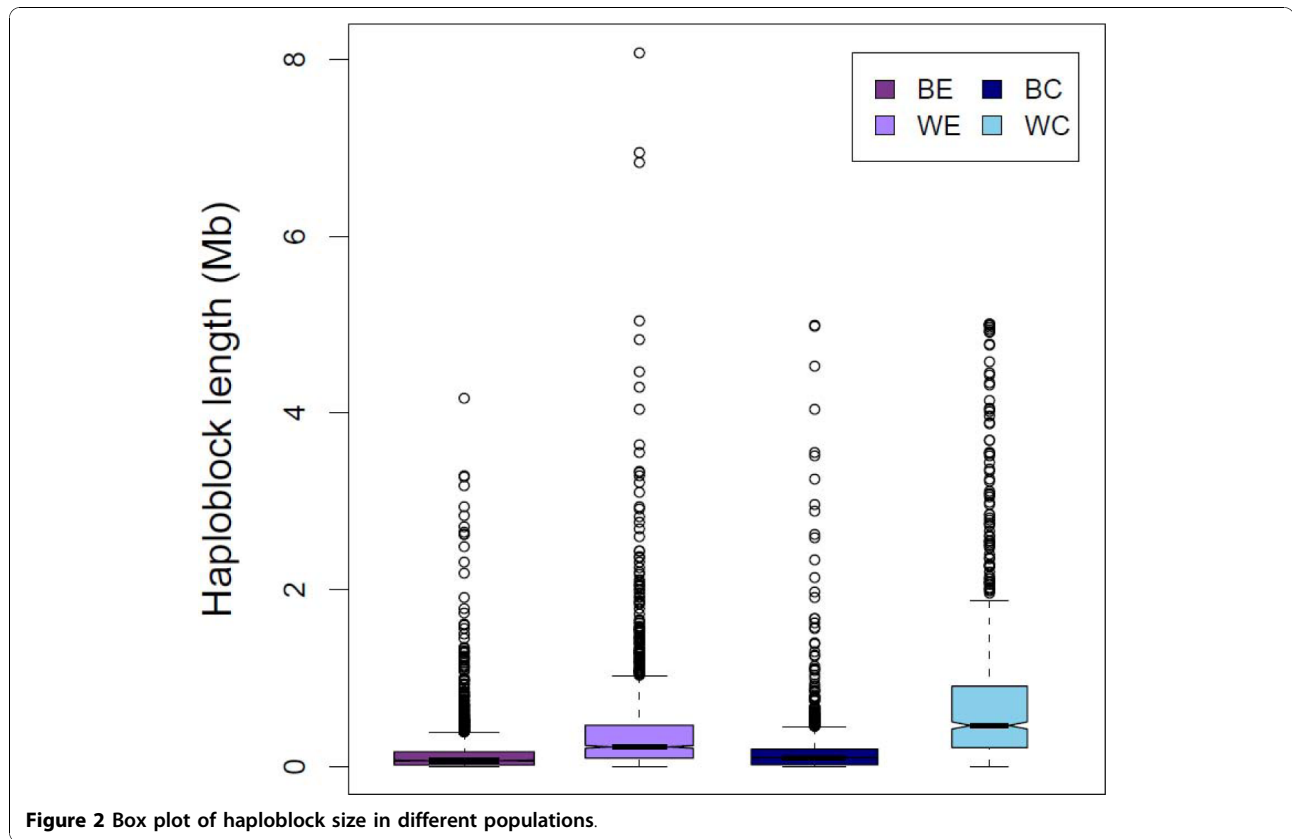 8
6
4
2
0
Haploblock length (Mb)
BE BC
WE WC
Figure 2 Box plot of haploblock size in different populations.